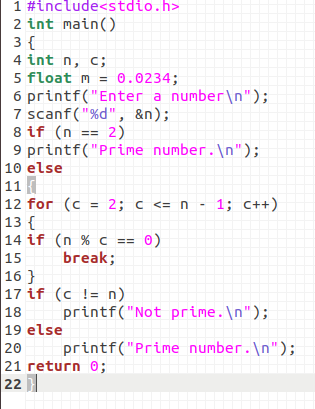 1 #include<stdio.h>
2 int main()
3 {
4 int n, c;
5 float m = 0.0234;
6 printf("Enter a number\n");
7 scanf("%d", &n);
8 if (n == 2)
9 printf("Prime number.\n");
10 else
11 {
12 for (c = 2; c <= n - 1; c++)
13 {
14 if (n % c == 0)
15     break;
16 }
17 if (c != n)
18     printf("Not prime.\n");
19 else
20     printf("Prime number.\n");
21 return 0;
22 }